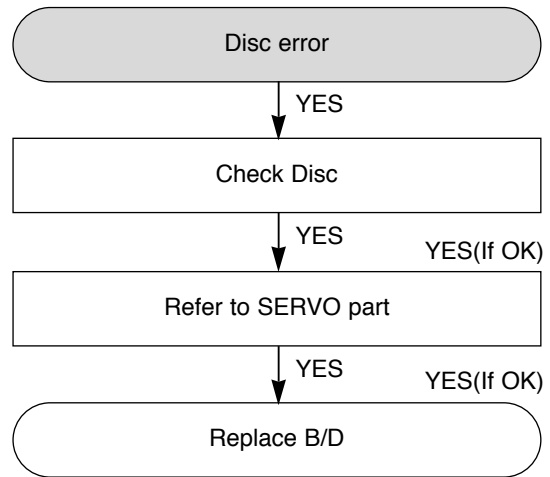 Disc error
YES
Check Disc
YES
YES(If OK)
Refer to SERVO part
YES
YES(If OK)
Replace B/D